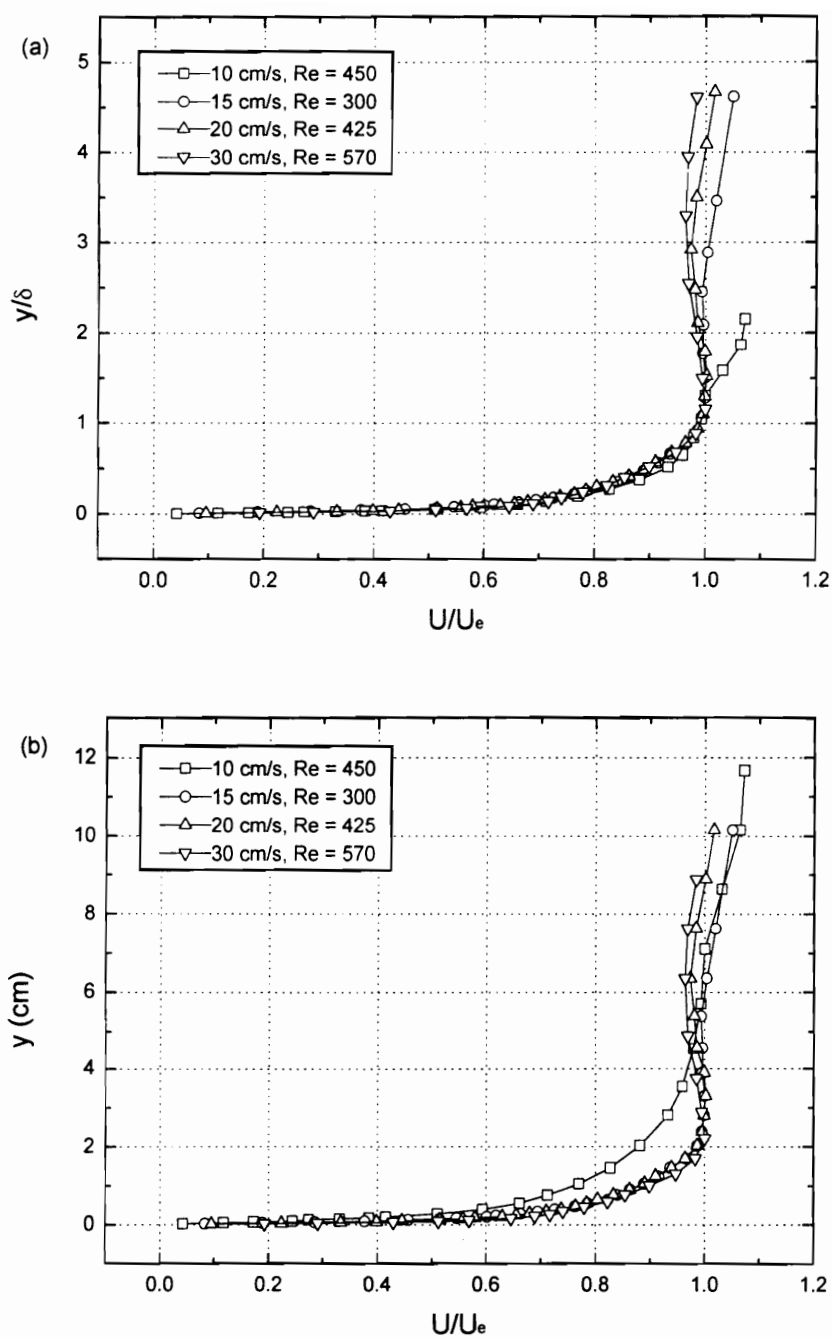 (a)
10 cm/s, Re = 450
15 cm/s, Re = 300
20 cm/s, Re = 425
30 cm/s, Re = 570
5
4
3
2
1
0
y/δ
0.0 0.2 0.4 0.6 0.8 1.0 1.2
U/Ue
(b)
10 cm/s, Re = 450
15 cm/s, Re = 300
20 cm/s, Re = 425
30 cm/s, Re = 570
12
10
8
6
4
2
0
y (cm)
0.0 0.2 0.4 0.6 0.8 1.0 1.2
U/Ue